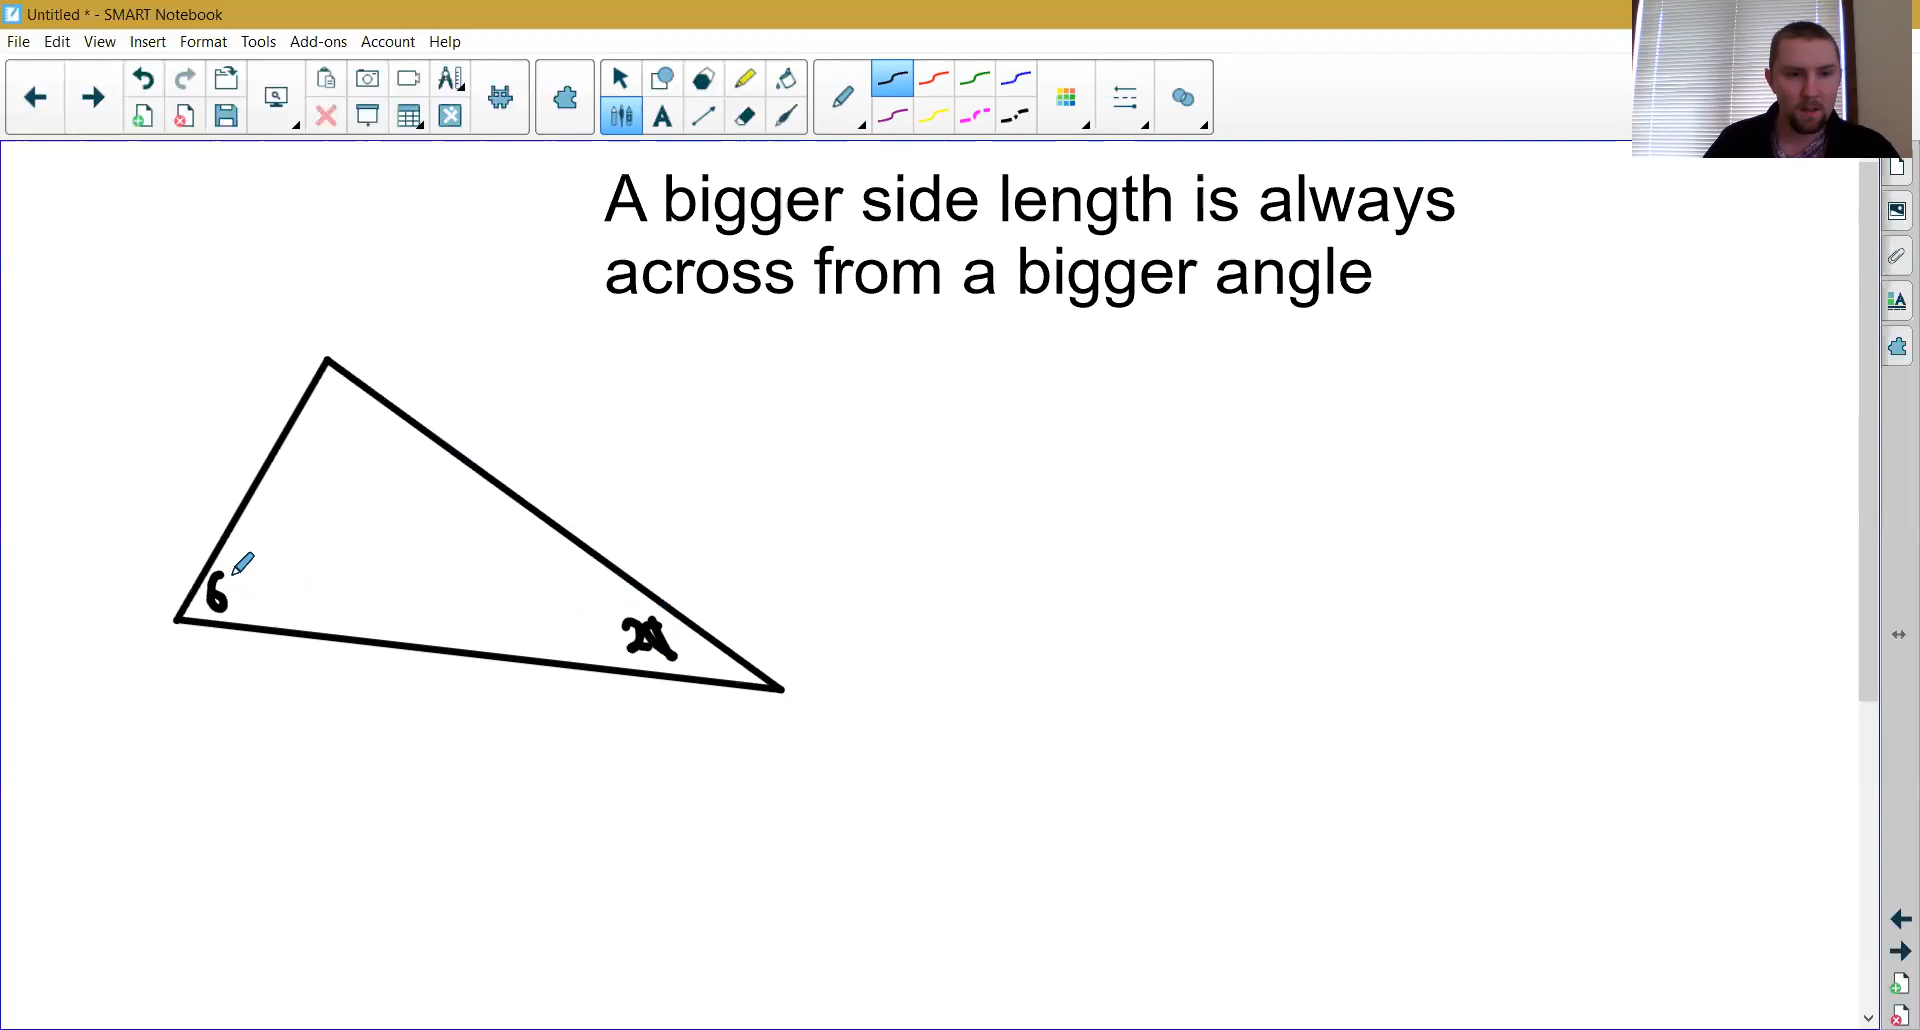 Untitled * - SMART Notebook
File Edit View Insert Format Tools Add-ons Account Help
A bigger side length is always
across from a bigger angle
6